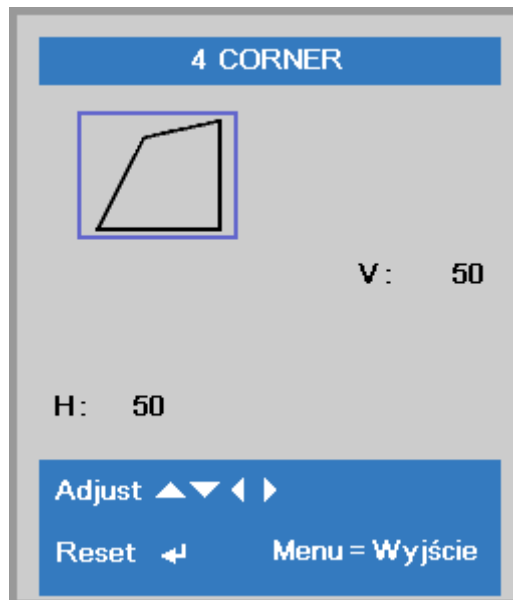 4 CORNER
V: 50
H: 50
Adjust
Reset Menu = Wyjście